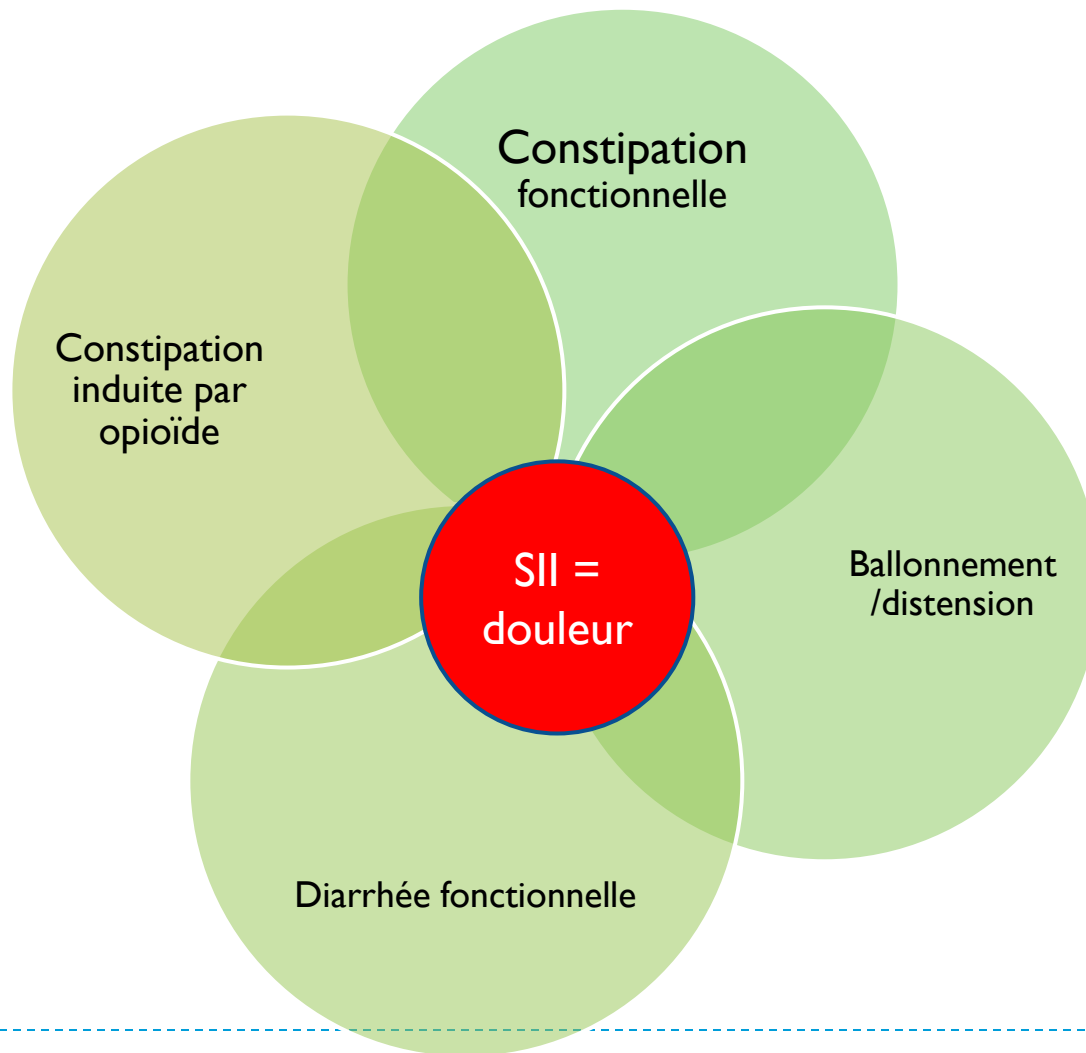 Constipation
fonctionnelle
Constipation
induite par
opioïde
SII =
douleur
Ballonnement
/distension
Diarrhée fonctionnelle